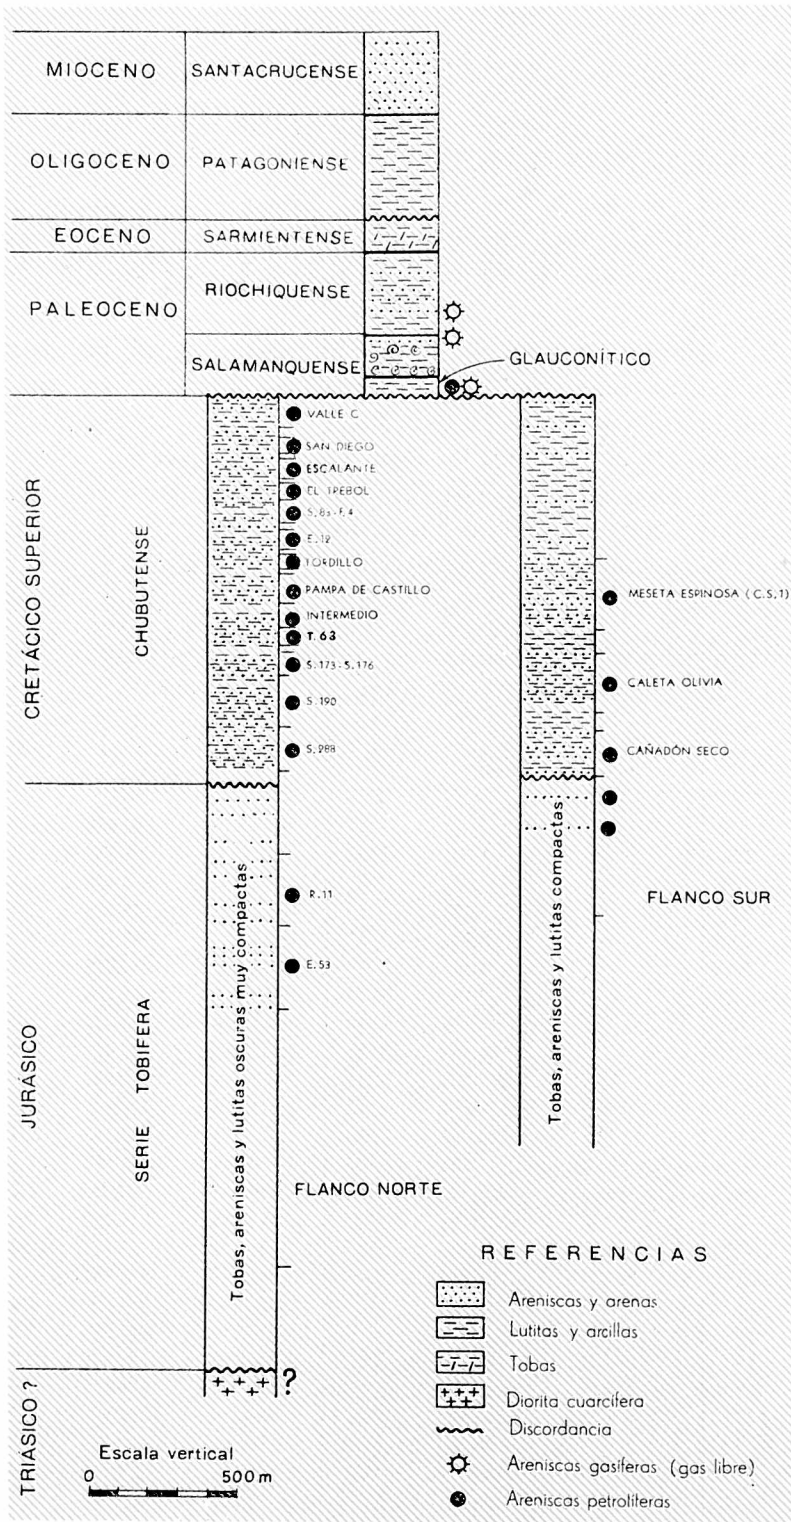 MIOCENO
SANTACRUCENSE
OLIGOCENO
PATAGONIENSE
EOCENO
SARMIENTENSE
PALEOCENO
RIOCHIQUENSE
SALAMANQUENSE
GLAUCONÍTICO
CRETÁCICO SUPERIOR
CHUBUTENSE
VALLE C
SAN DIEGO
ESCALANTE
EL TREBOL
S.83-F.4
E.12
TORDILLO
PAMPA DE CASTILLO
INTERMEDIO
T.63
S.173-S.176
S.190
S.988
MESETA ESPINOSA (C.S.1)
CALETA OLIVIA
CAÑADÓN SECO
JURÁSICO
SERIE TOBIFERA
Tobas, areniscas y lutitas oscuras muy compactas
R.11
E.53
FLANCO NORTE
Tobas, areniscas y lutitas compactas
FLANCO SUR
TRIÁSICO ?
?
Escala vertical
0 500 m
REFERENCIAS
Areniscas y arenas
Lutitas y arcillas
Tobas
Diorita cuarcífera
Discordancia
Areniscas gasíferas (gas libre)
Areniscas petrolíferas